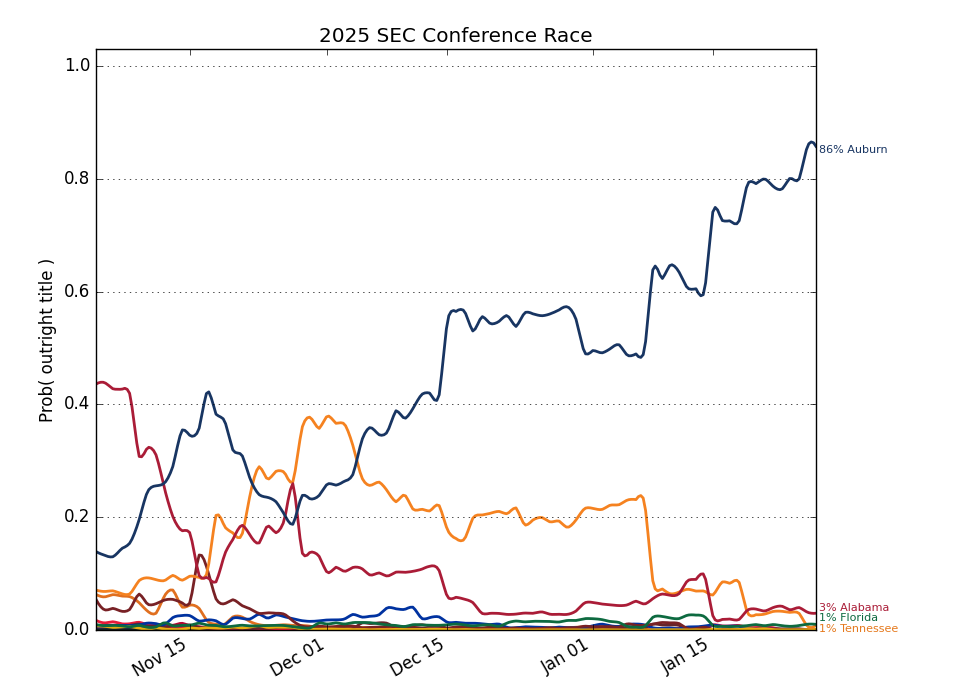 2025 SEC Conference Race
Prob( outright title )
1.0
0.8
0.6
0.4
0.2
0.0
Nov 15
Dec 01
Dec 15
Jan 01
Jan 15
86% Auburn
3% Alabama
1% Florida
1% Tennessee